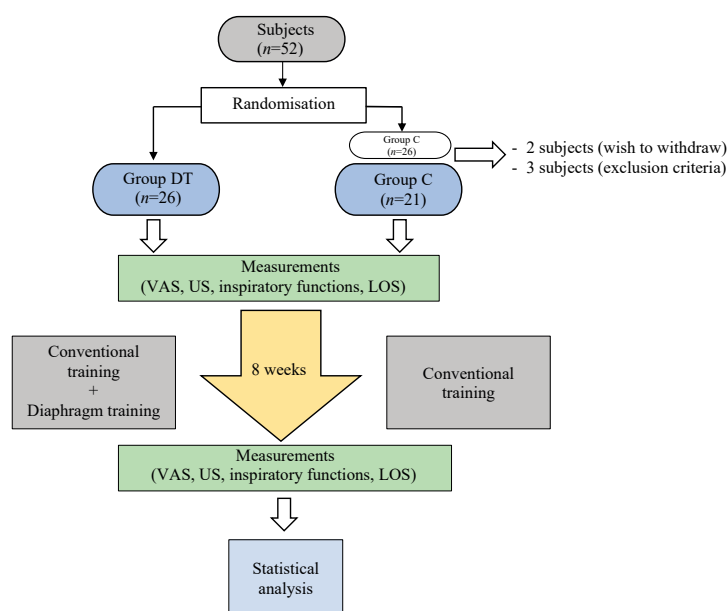 Subjects
(n=52)
Randomisation
Group C
(n=26)
- 2 subjects (wish to withdraw)
- 3 subjects (exclusion criteria)
Group DT
(n=26)
Group C
(n=21)
Measurements
(VAS, US, inspiratory functions, LOS)
Conventional
training
+
Diaphragm training
8 weeks
Conventional
training
Measurements
(VAS, US, inspiratory functions, LOS)
Statistical
analysis